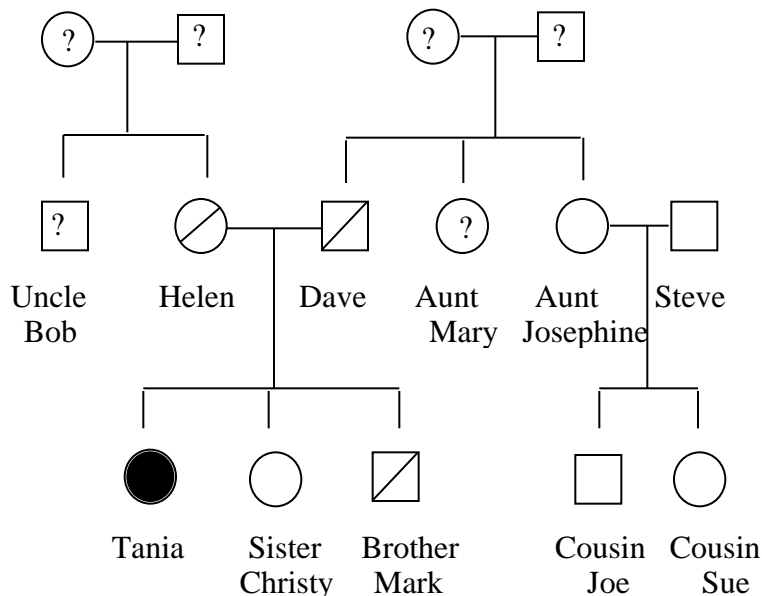 ? ? ? ?
? ?
Uncle Helen Dave Aunt Aunt Steve
Bob Mary Josephine
Tania Sister Brother Cousin Cousin
Christy Mark Joe Sue